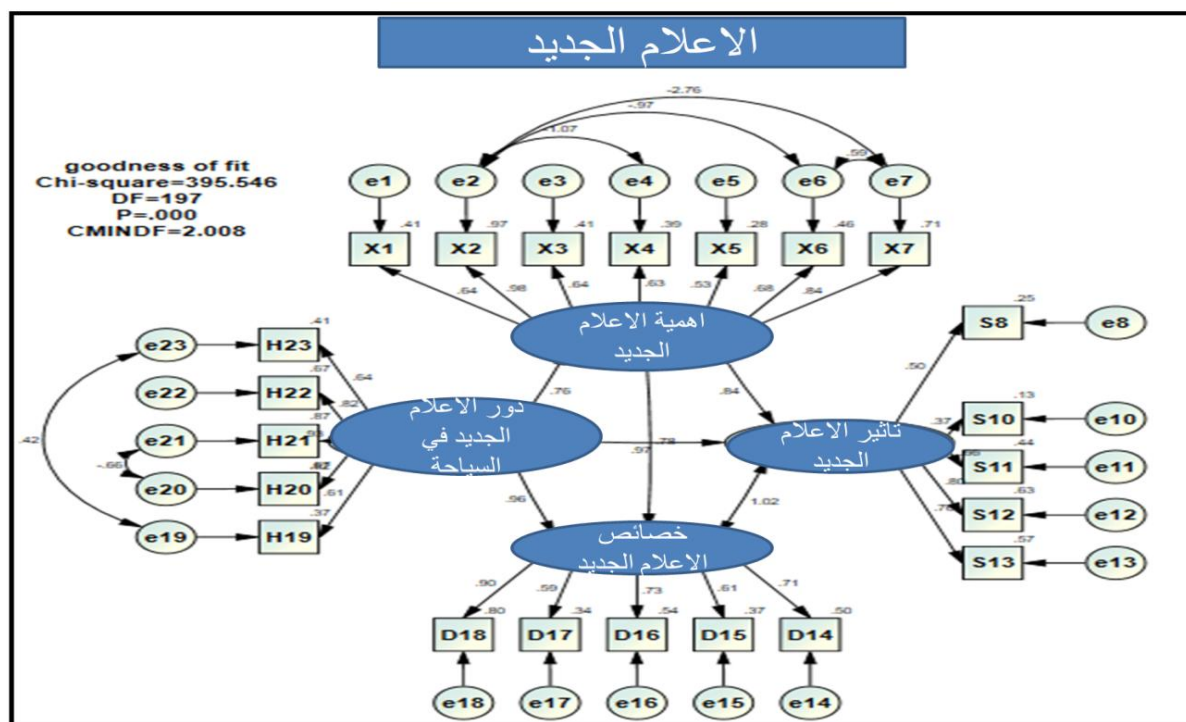 الاعلام الجديد
goodness of fit
Chi-square=395.546
DF=197
P=.000
CMINDF=2.008
-2.76
-.97
-1.07
.59
e1 e2 e3 e4 e5 e6 e7
.41 .97 .41 .39 .28 .46 .71
X1 X2 X3 X4 X5 X6 X7
.64 .98 .64 .63 .53 .68 .84
اهمية الاعلام
الجديد
.25
S8 e8
.50
.41
e23 H23
.64
.67
e22 H22
.82
.87
e21 H21
.42
-.66
e20 H20
.61
.37
e19 H19
دور الاعلام
الجديد في
السياحة
.76
.84
.78
.97
.96
1.02
تاثير الاعلام
الجديد
.13
.37
S10 e10
.44
S11 e11
.80
.63
S12 e12
.57
S13 e13
خصائص
الاعلام الجديد
.90 .59 .73 .61 .71
.80 .34 .54 .37 .50
D18 D17 D16 D15 D14
e18 e17 e16 e15 e14